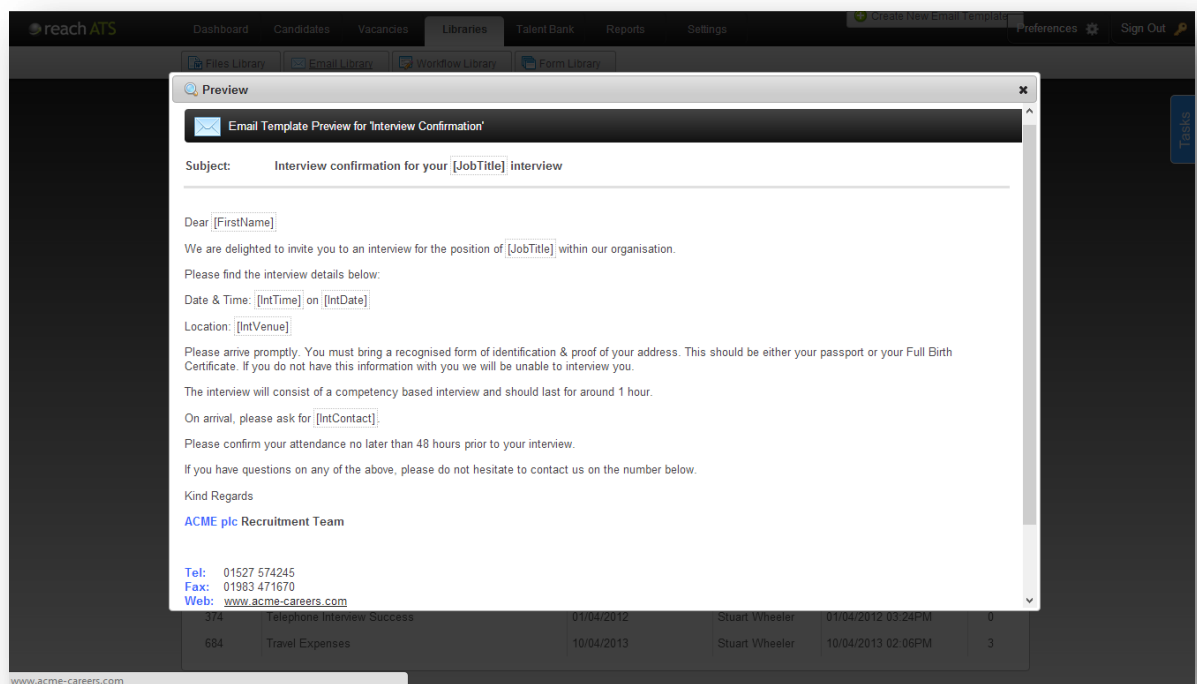 reach ATS
Dashboard Candidates Vacancies Libraries Talent Bank Reports Settings
Create New Email Template
Preferences Sign Out
Files Library Email Library Workflow Library Form Library
Tasks
Preview
Email Template Preview for 'Interview Confirmation'
Subject: Interview confirmation for your [JobTitle] interview
Dear [FirstName]
We are delighted to invite you to an interview for the position of [JobTitle] within our organisation.
Please find the interview details below:
Date & Time: [IntTime] on [IntDate]
Location: [IntVenue]
Please arrive promptly. You must bring a recognised form of identification & proof of your address. This should be either your passport or your Full Birth
Certificate. If you do not have this information with you we will be unable to interview you.
The interview will consist of a competency based interview and should last for around 1 hour.
On arrival, please ask for [IntContact].
Please confirm your attendance no later than 48 hours prior to your interview.
If you have questions on any of the above, please do not hesitate to contact us on the number below.
Kind Regards
ACME plc Recruitment Team
Tel: 01527 574245
Fax: 01983 471670
Web: www.acme-careers.com
374 Telephone Interview Success 01/04/2012 Stuart Wheeler 01/04/2012 03:24PM 0
684 Travel Expenses 10/04/2013 Stuart Wheeler 10/04/2013 02:06PM 3
www.acme-careers.com